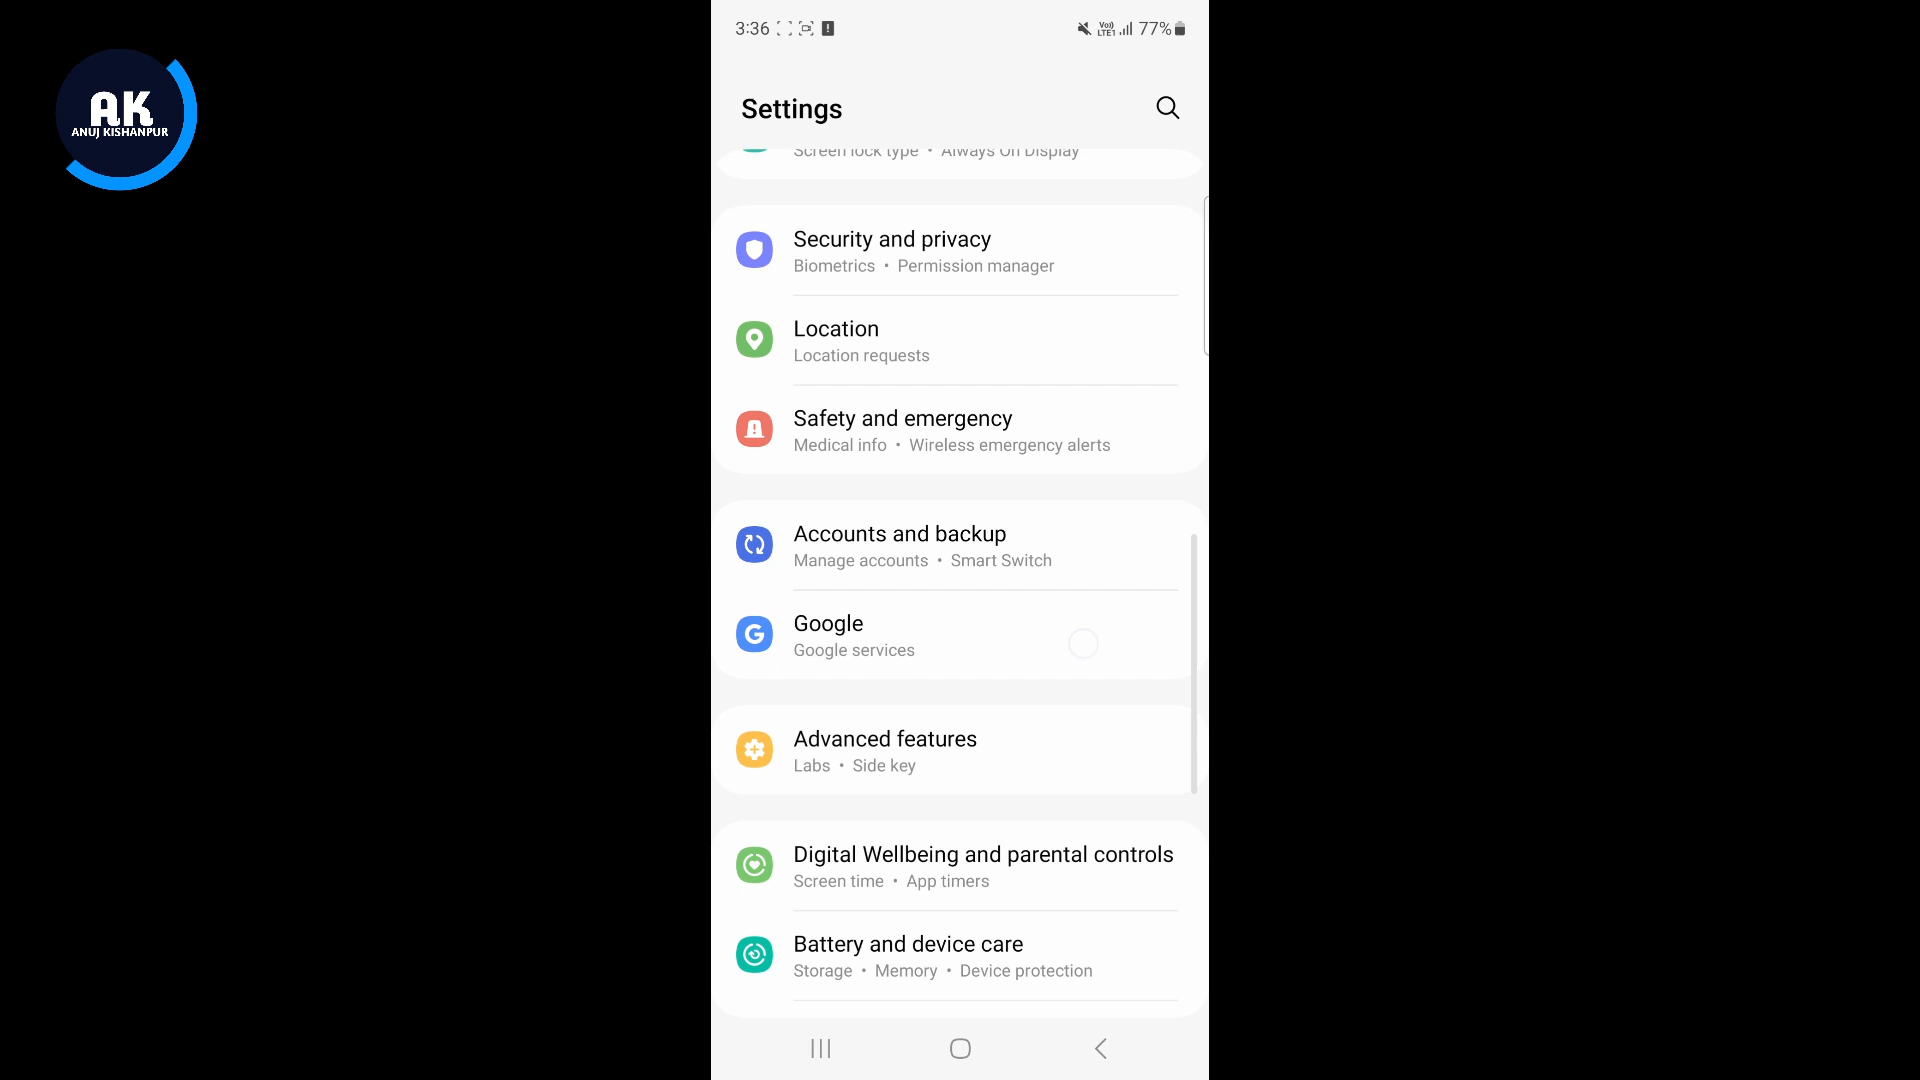 3:36
Vo))
LTE1
77%
AK
ANUJ KISHANPUR
Settings
Screen lock type • Always On Display
Security and privacy
Biometrics • Permission manager
Location
Location requests
Safety and emergency
Medical info • Wireless emergency alerts
Accounts and backup
Manage accounts • Smart Switch
Google
Google services
Advanced features
Labs • Side key
Digital Wellbeing and parental controls
Screen time • App timers
Battery and device care
Storage • Memory • Device protection